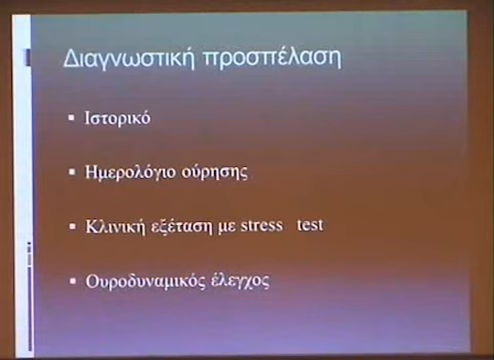 Διαγνωστική προσπέλαση
Ιστορικό
Ημερολόγιο ούρησης
Κλινική εξέταση με stress test
Ουροδυναμικός έλεγχος